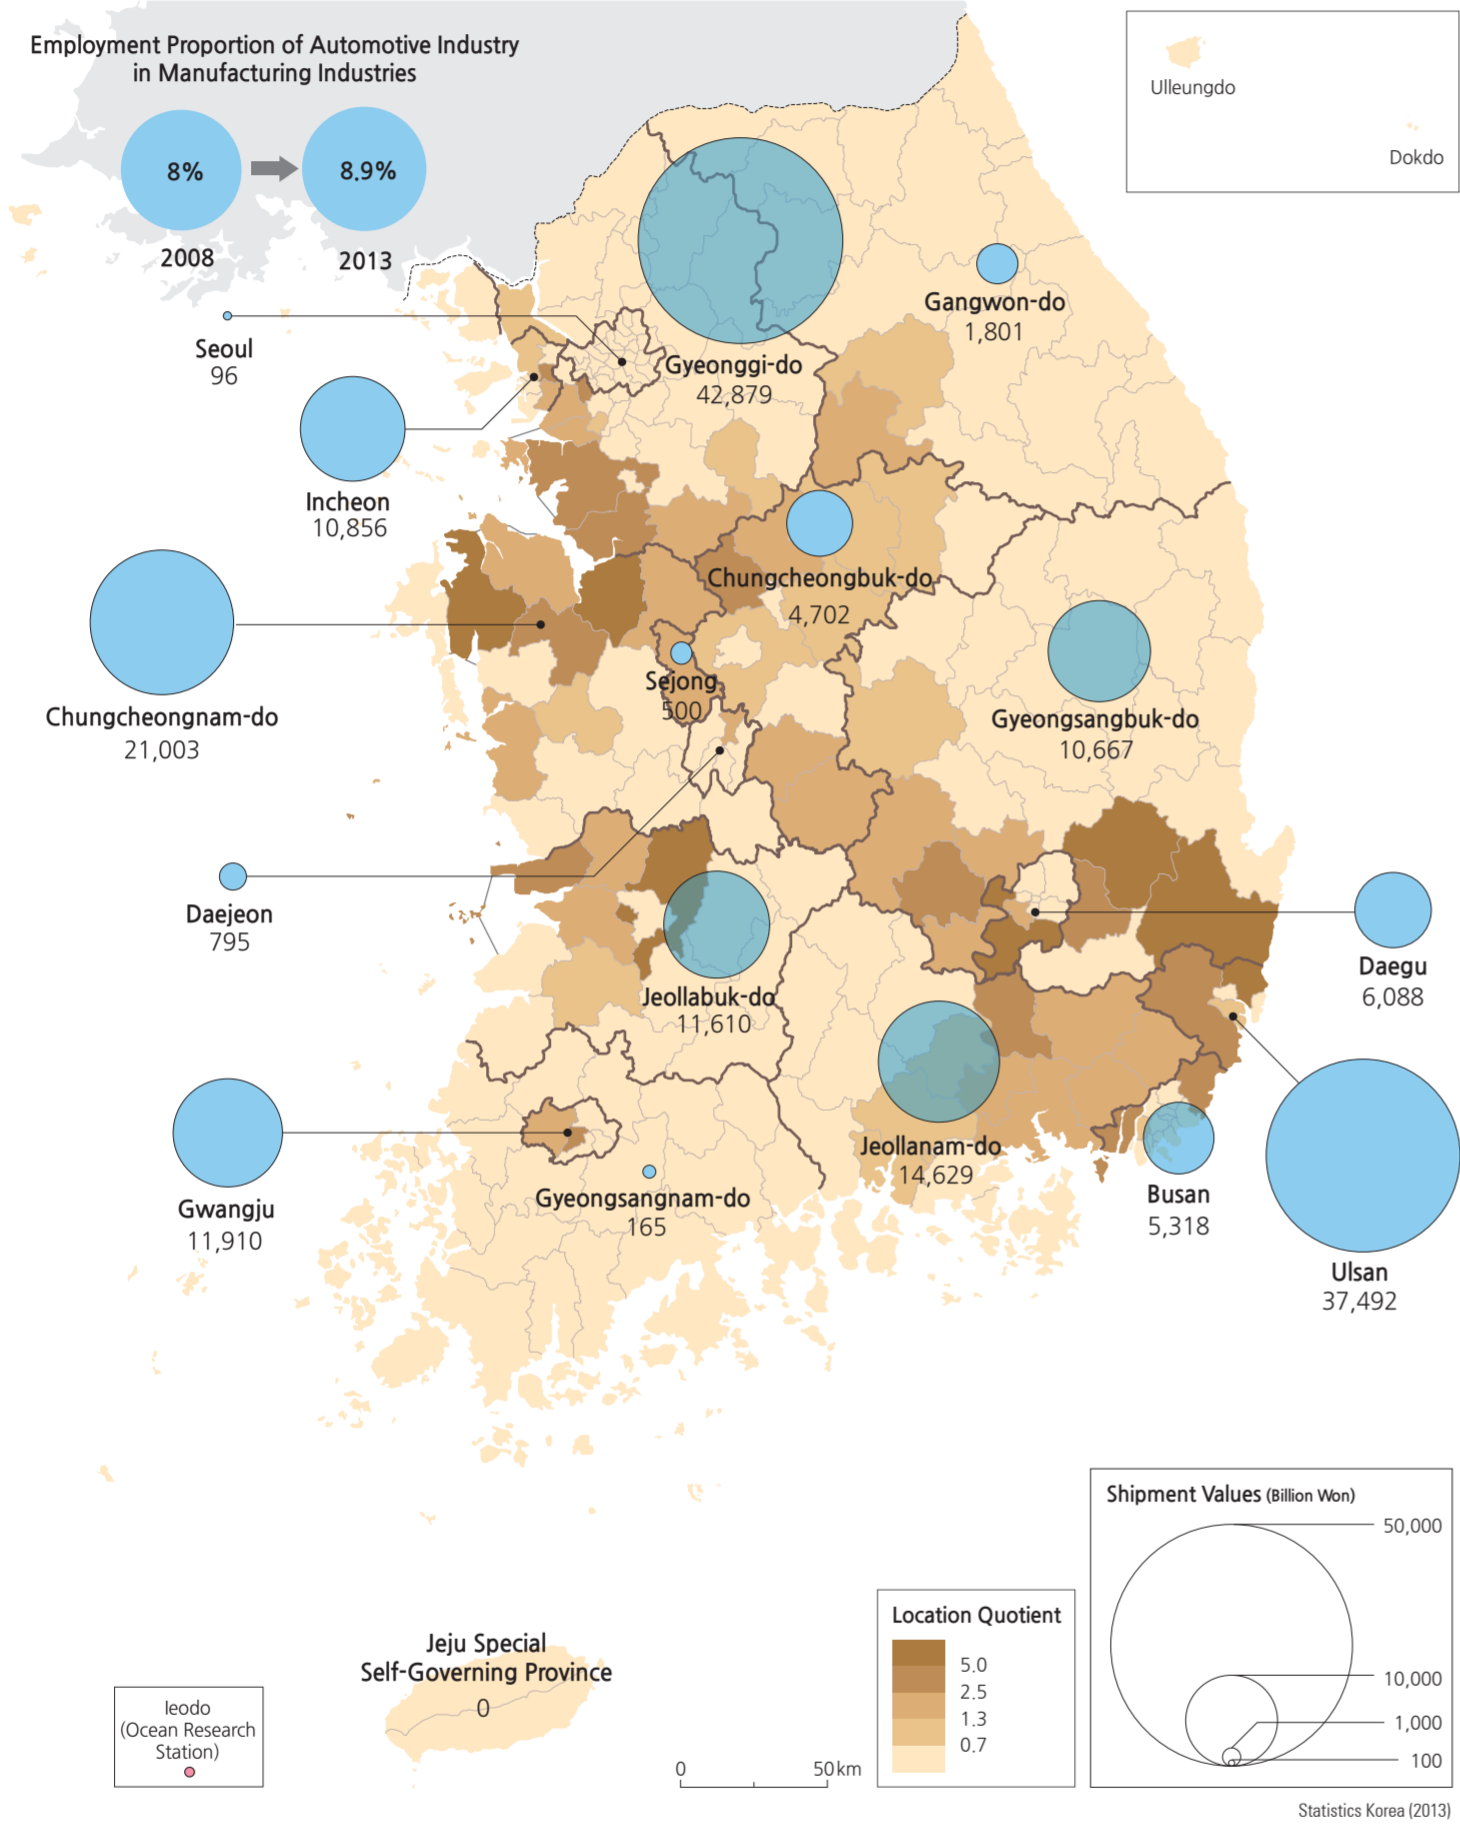 Employment Proportion of Automotive Industry
in Manufacturing Industries
8%
8.9%
2008
2013
Ulleungdo
Dokdo
Seoul
96
Incheon
10,856
Gyeonggi-do
42,879
Gangwon-do
1,801
Chungcheongbuk-do
4,702
Chungcheongnam-do
21,003
Sejong
500
Gyeongsangbuk-do
10,667
Daejeon
795
Daegu
6,088
Jeollabuk-do
11,610
Gwangju
11,910
Jeollanam-do
14,629
Gyeongsangnam-do
165
Busan
5,318
Ulsan
37,492
Jeju Special
Self-Governing Province
0
Ieodo
(Ocean Research
Station)
0
50 km
Location Quotient
5.0
2.5
1.3
0.7
Shipment Values (Billion Won)
50,000
10,000
1,000
100
Statistics Korea (2013)